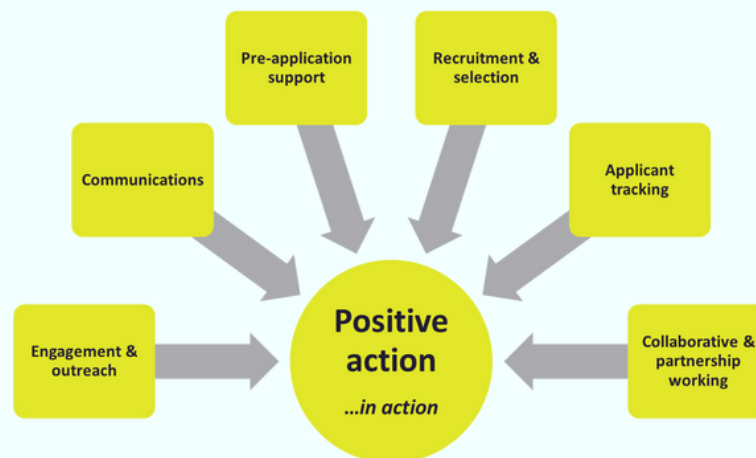 Pre-application
support
Recruitment &
selection
Communications
Applicant
tracking
Engagement &
outreach
Positive
action
...in action
Collaborative &
partnership
working